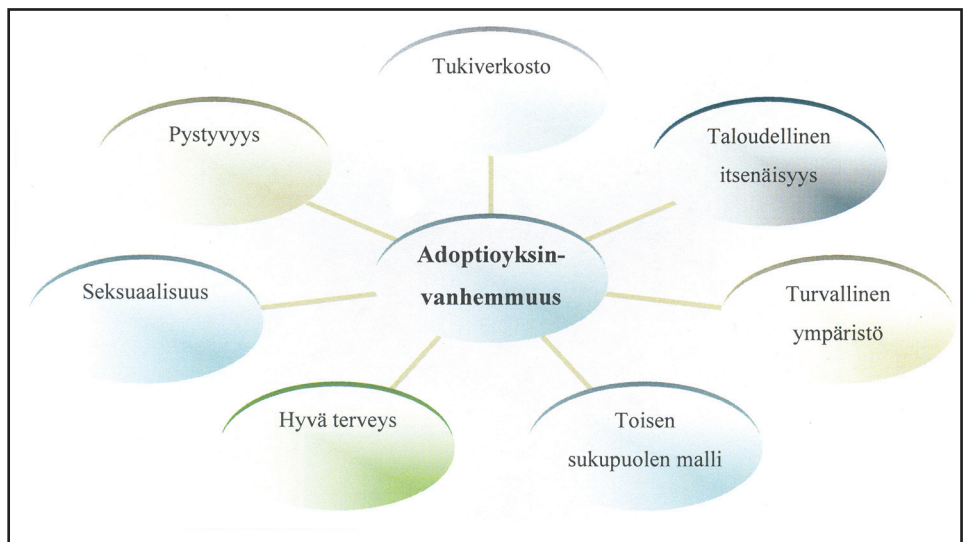 Tukiverkosto
Pystyvyys
Taloudellinen
itsenäisyys
Adoptioyksin-
vanhemmuus
Seksuaalisuus
Turvallinen
ympäristö
Hyvä terveys
Toisen
sukupuolen malli